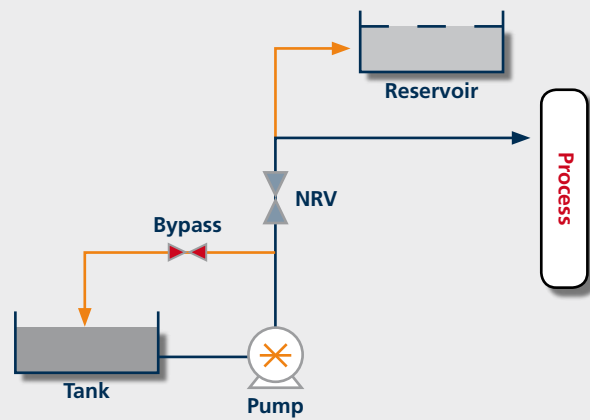 Reservoir
Process
NRV
Bypass
Tank
Pump